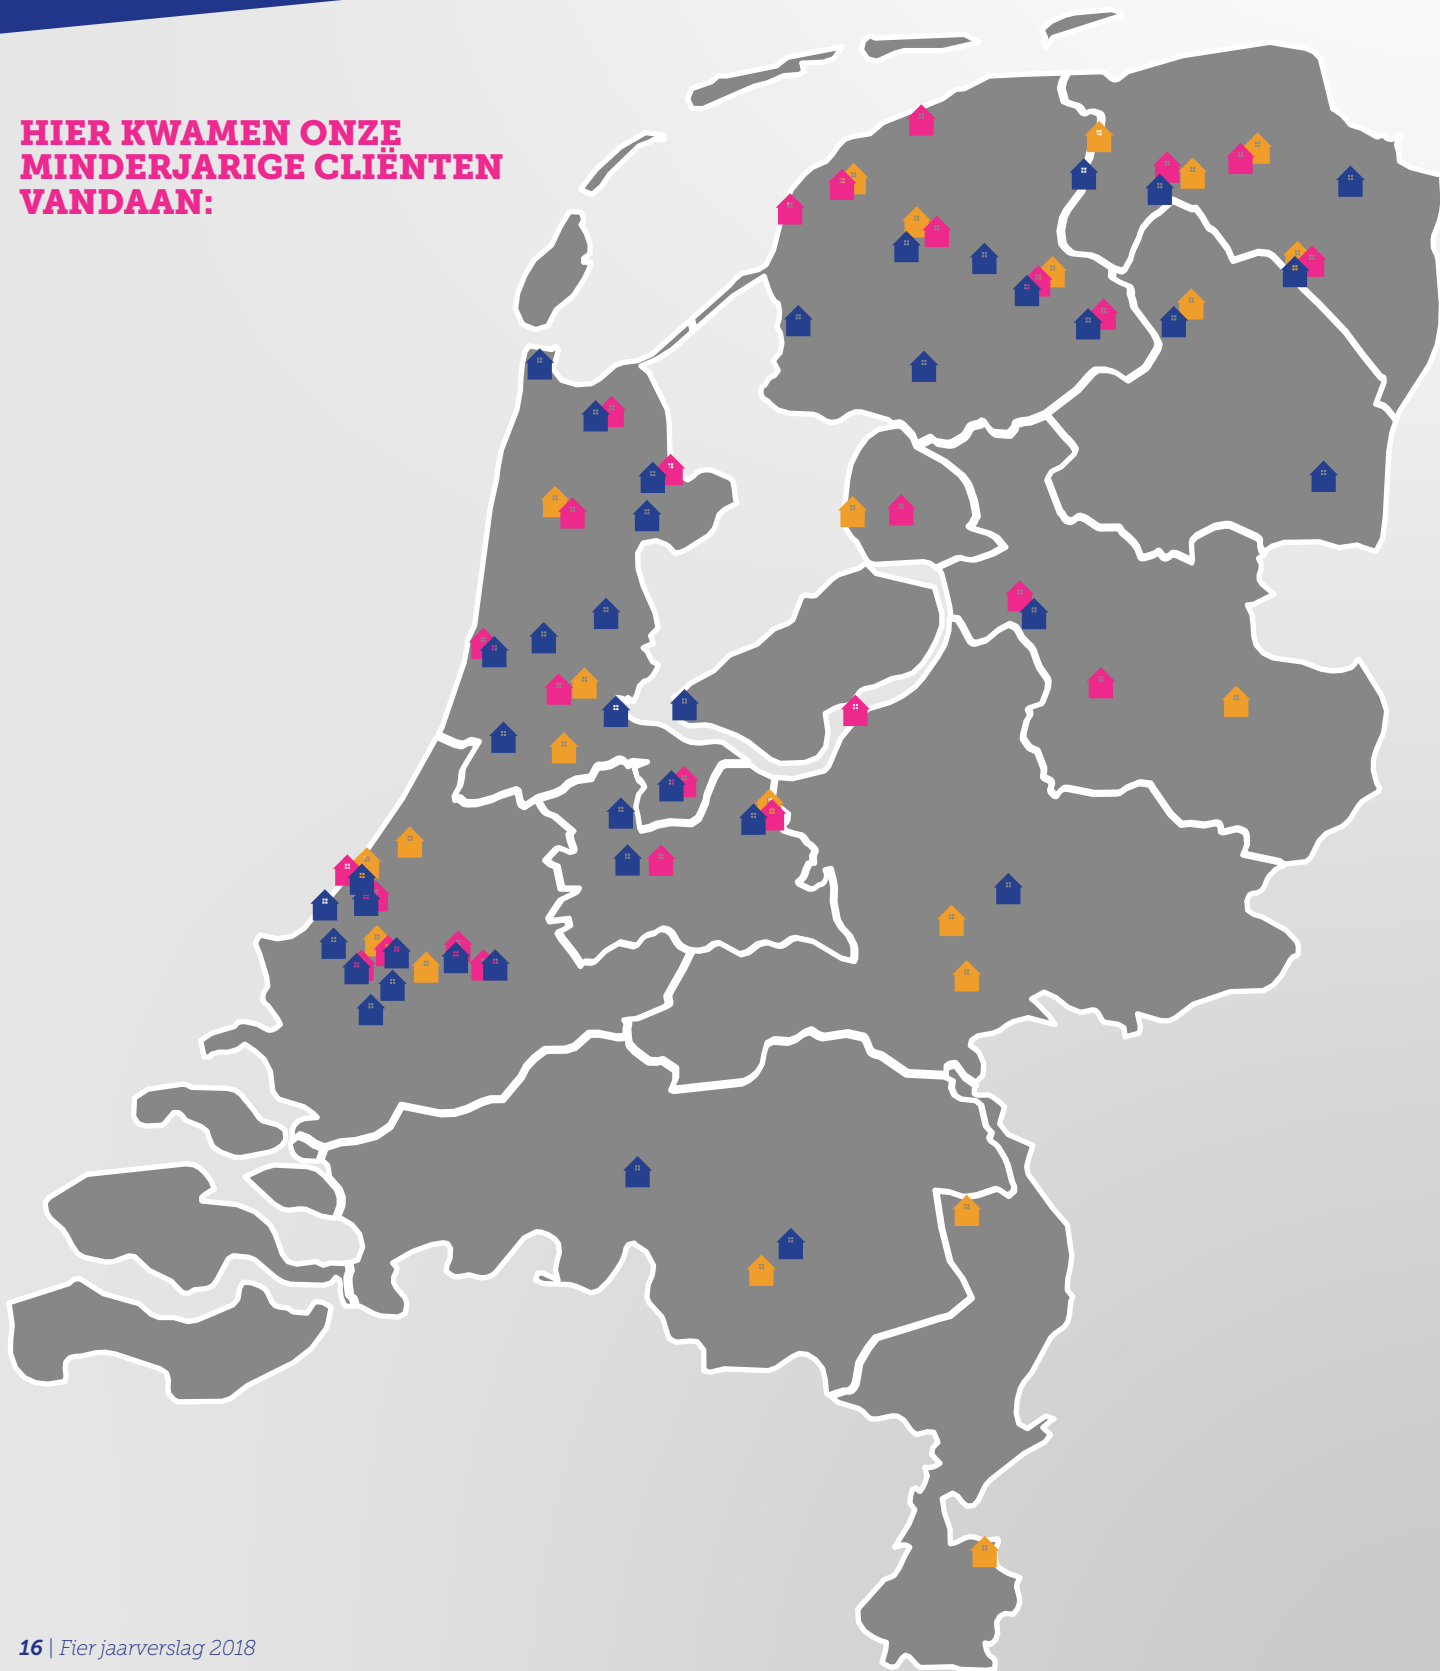 HIER KWAMEN ONZE
MINDERJARIGE CLIËNTEN
VANDAAN:
16 | Fier jaarverslag 2018